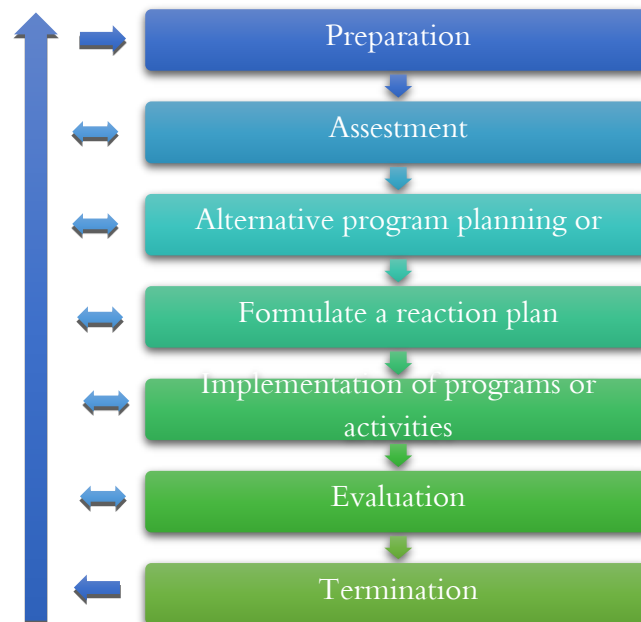 Preparation
Assestment
Alternative program planning or
Formulate a reaction plan
Implementation of programs or
activities
Evaluation
Termination